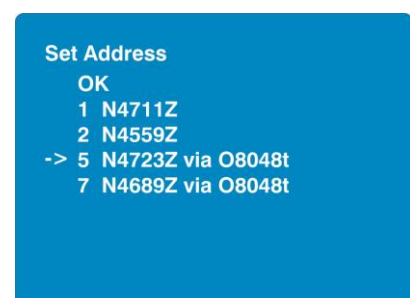 Set Address
OK
1 N4711Z
2 N4559Z
-> 5 N4723Z via O8048t
7 N4689Z via O8048t